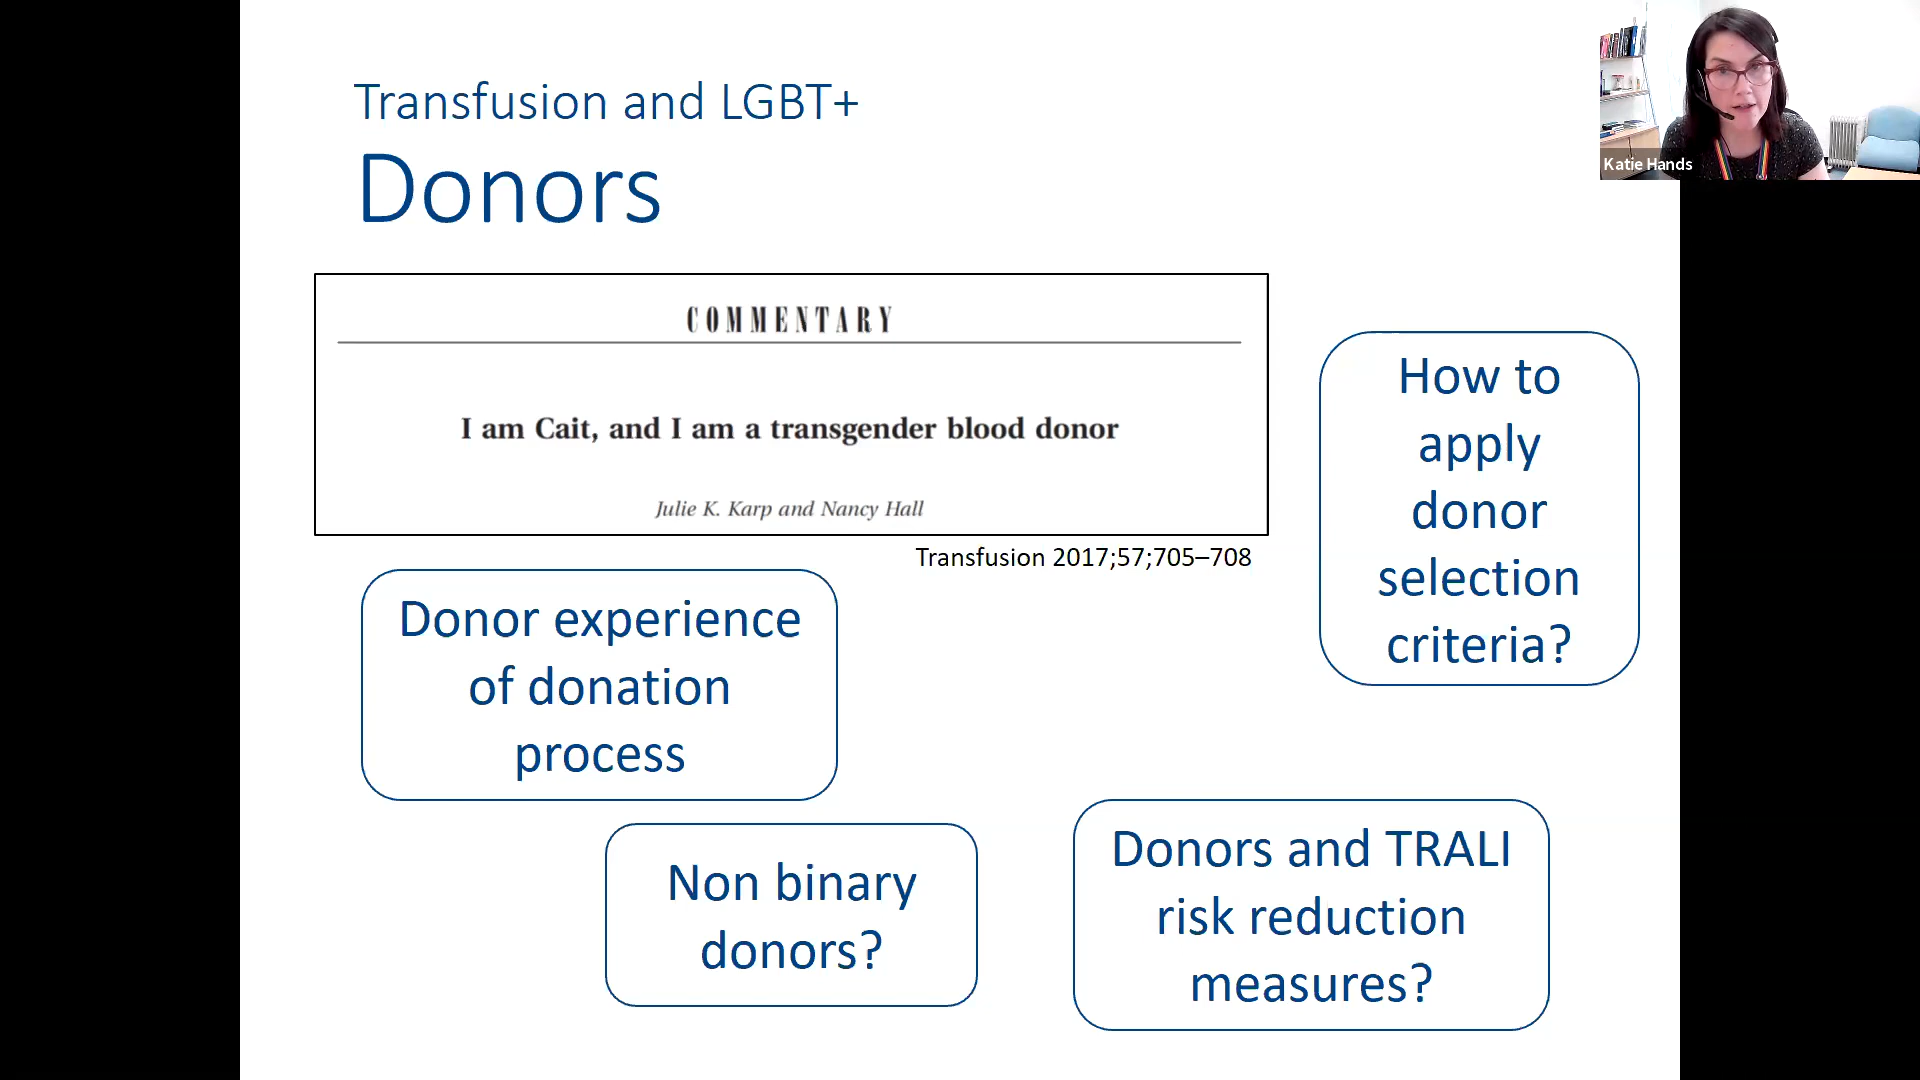 Transfusion and LGBT+
Donors
COMMENTARY
I am Cait, and I am a transgender blood donor
Julie K. Karp and Nancy Hall
Transfusion 2017;57;705–708
How to
apply
donor
selection
criteria?
Donor experience
of donation
process
Non binary
donors?
Donors and TRALI
risk reduction
measures?
Katie Hands